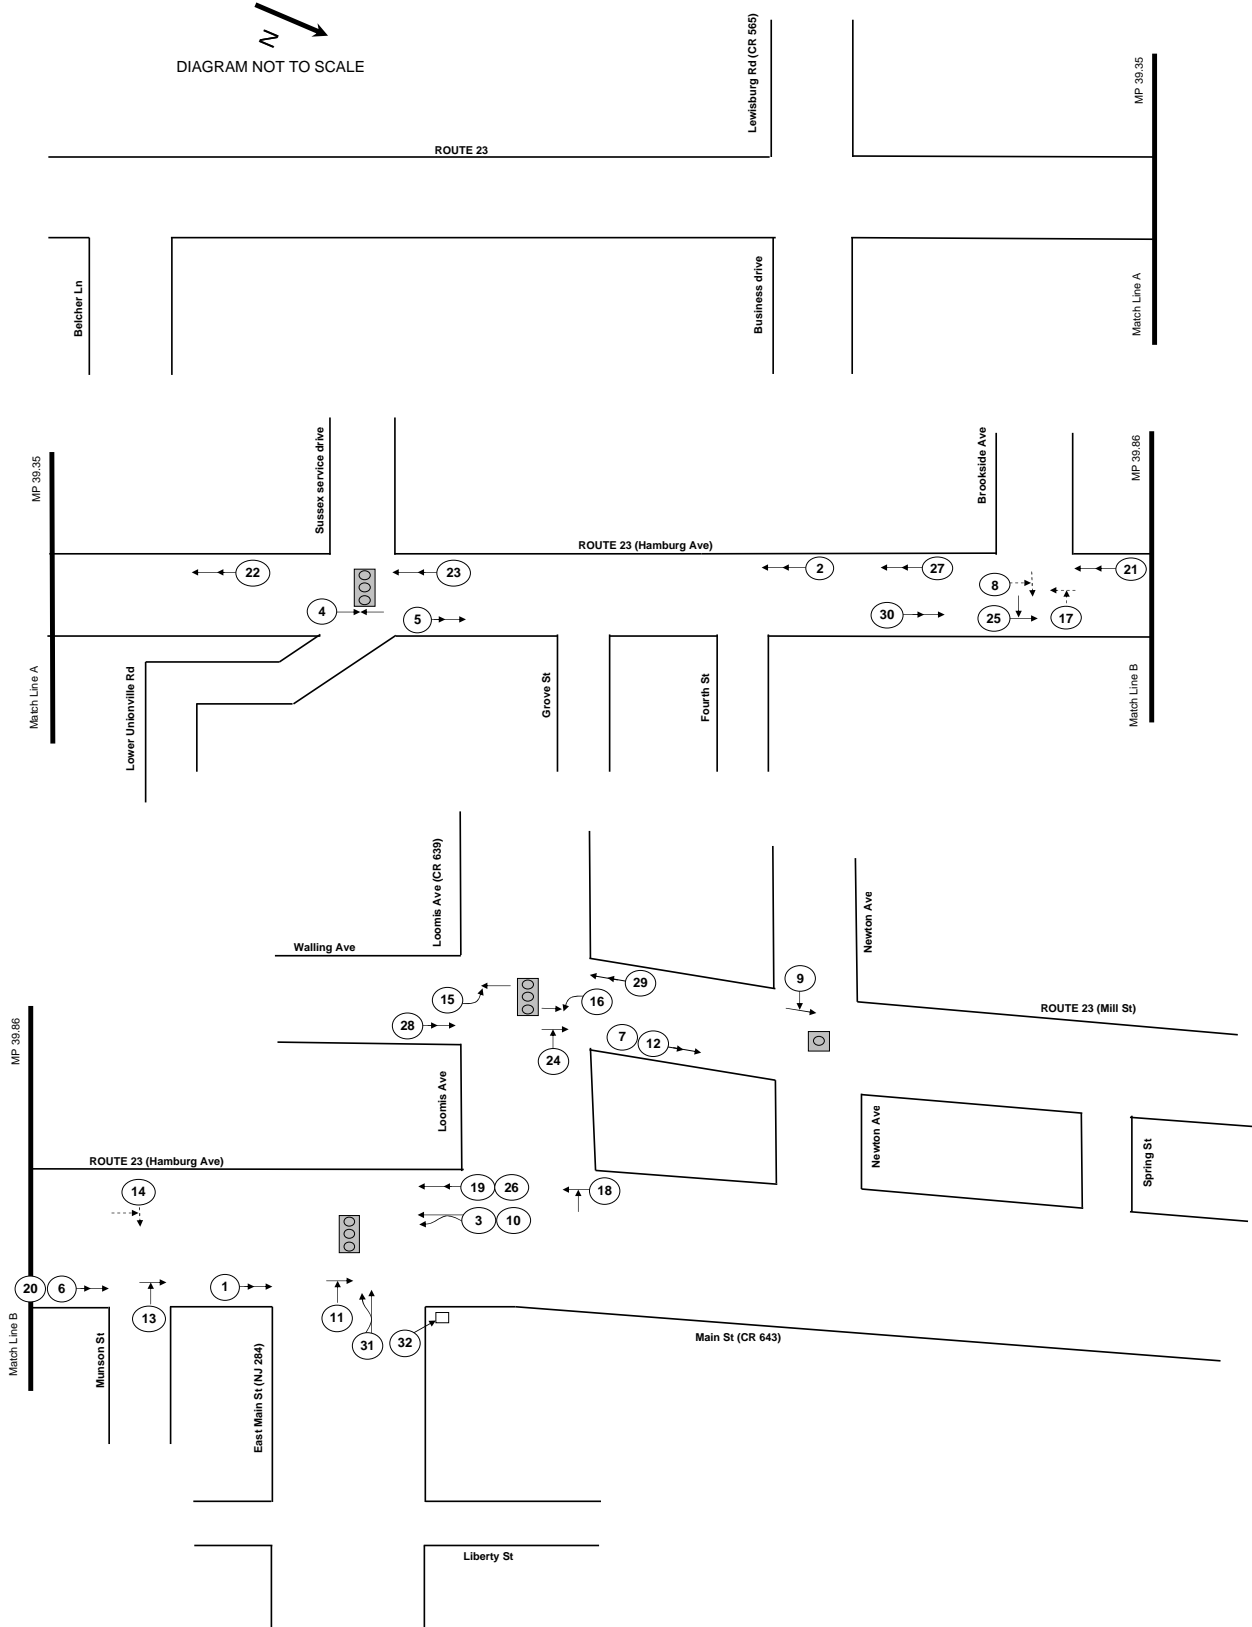 N
DIAGRAM NOT TO SCALE
Lewisburg Rd (CR 565)
MP 39.35
ROUTE 23
Belcher Ln
Business drive
Match Line A
MP 39.35
Sussex service drive
Brookside Ave
MP 39.86
ROUTE 23 (Hamburg Ave)
22
23
2
27
8
21
4
5
30
25
17
Match Line A
Lower Unionville Rd
Grove St
Fourth St
Match Line B
Loomis Ave (CR 639)
Newton Ave
Walling Ave
9
29
15
16
ROUTE 23 (Mill St)
28
7
12
24
MP 39.86
Loomis Ave
Newton Ave
Spring St
ROUTE 23 (Hamburg Ave)
14
19
26
18
3
10
20
6
1
13
11
31
32
Match Line B
Munson St
East Main St (NJ 284)
Main St (CR 643)
Liberty St